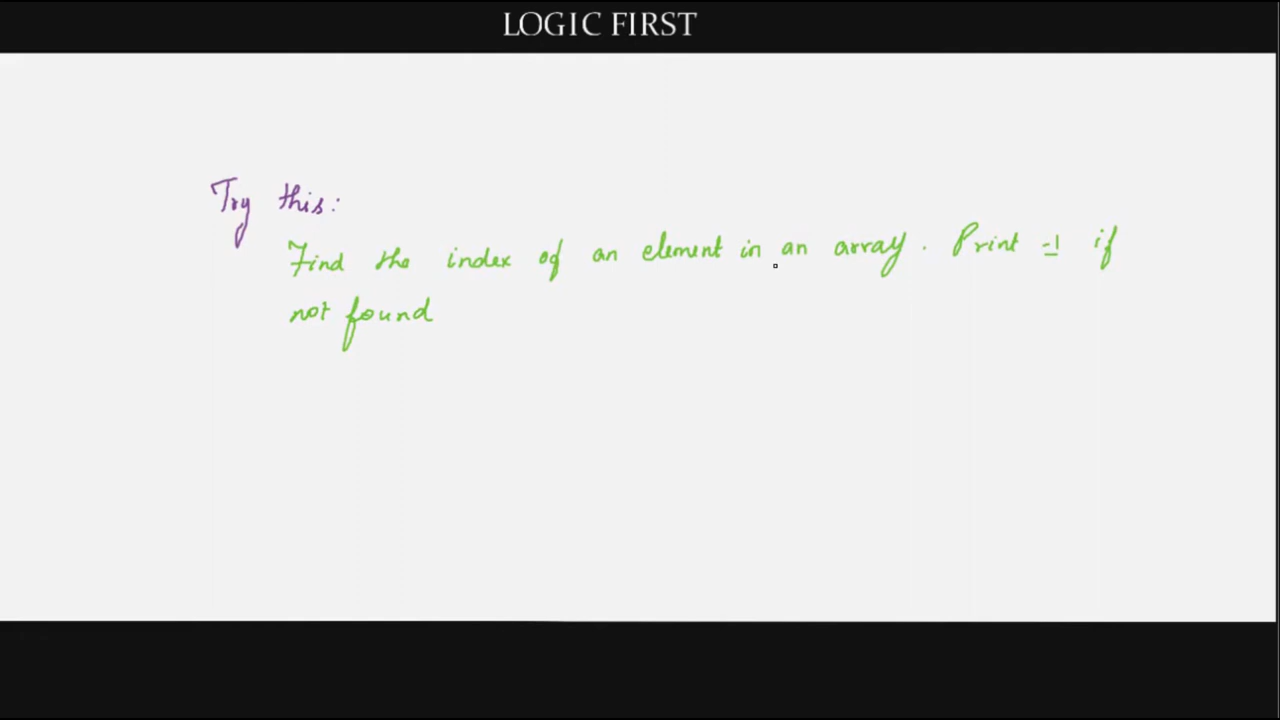 LOGIC FIRST
Try this:
Find the index of an element in an array. Print -1 if
not found